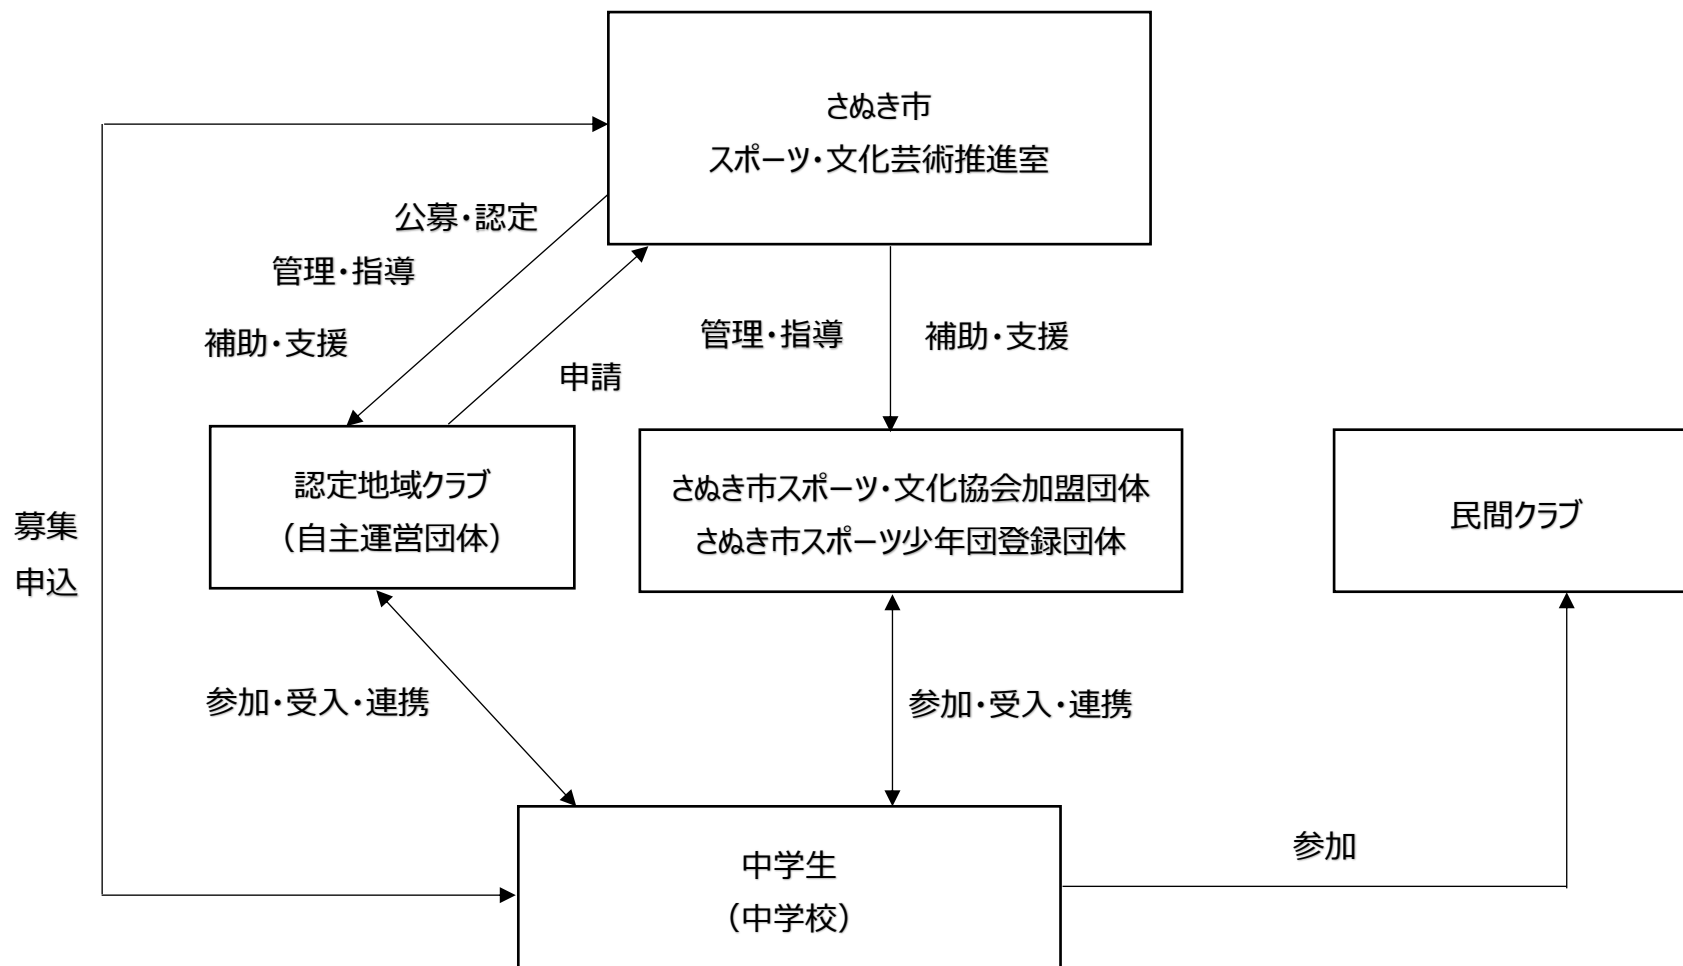 さぬき市
スポーツ・文化芸術推進室
公募・認定
管理・指導
補助・支援
申請
管理・指導
補助・支援
認定地域クラブ
（自主運営団体）
さぬき市スポーツ・文化協会加盟団体
さぬき市スポーツ少年団登録団体
民間クラブ
募集
申込
参加・受入・連携
参加・受入・連携
参加
中学生
（中学校）